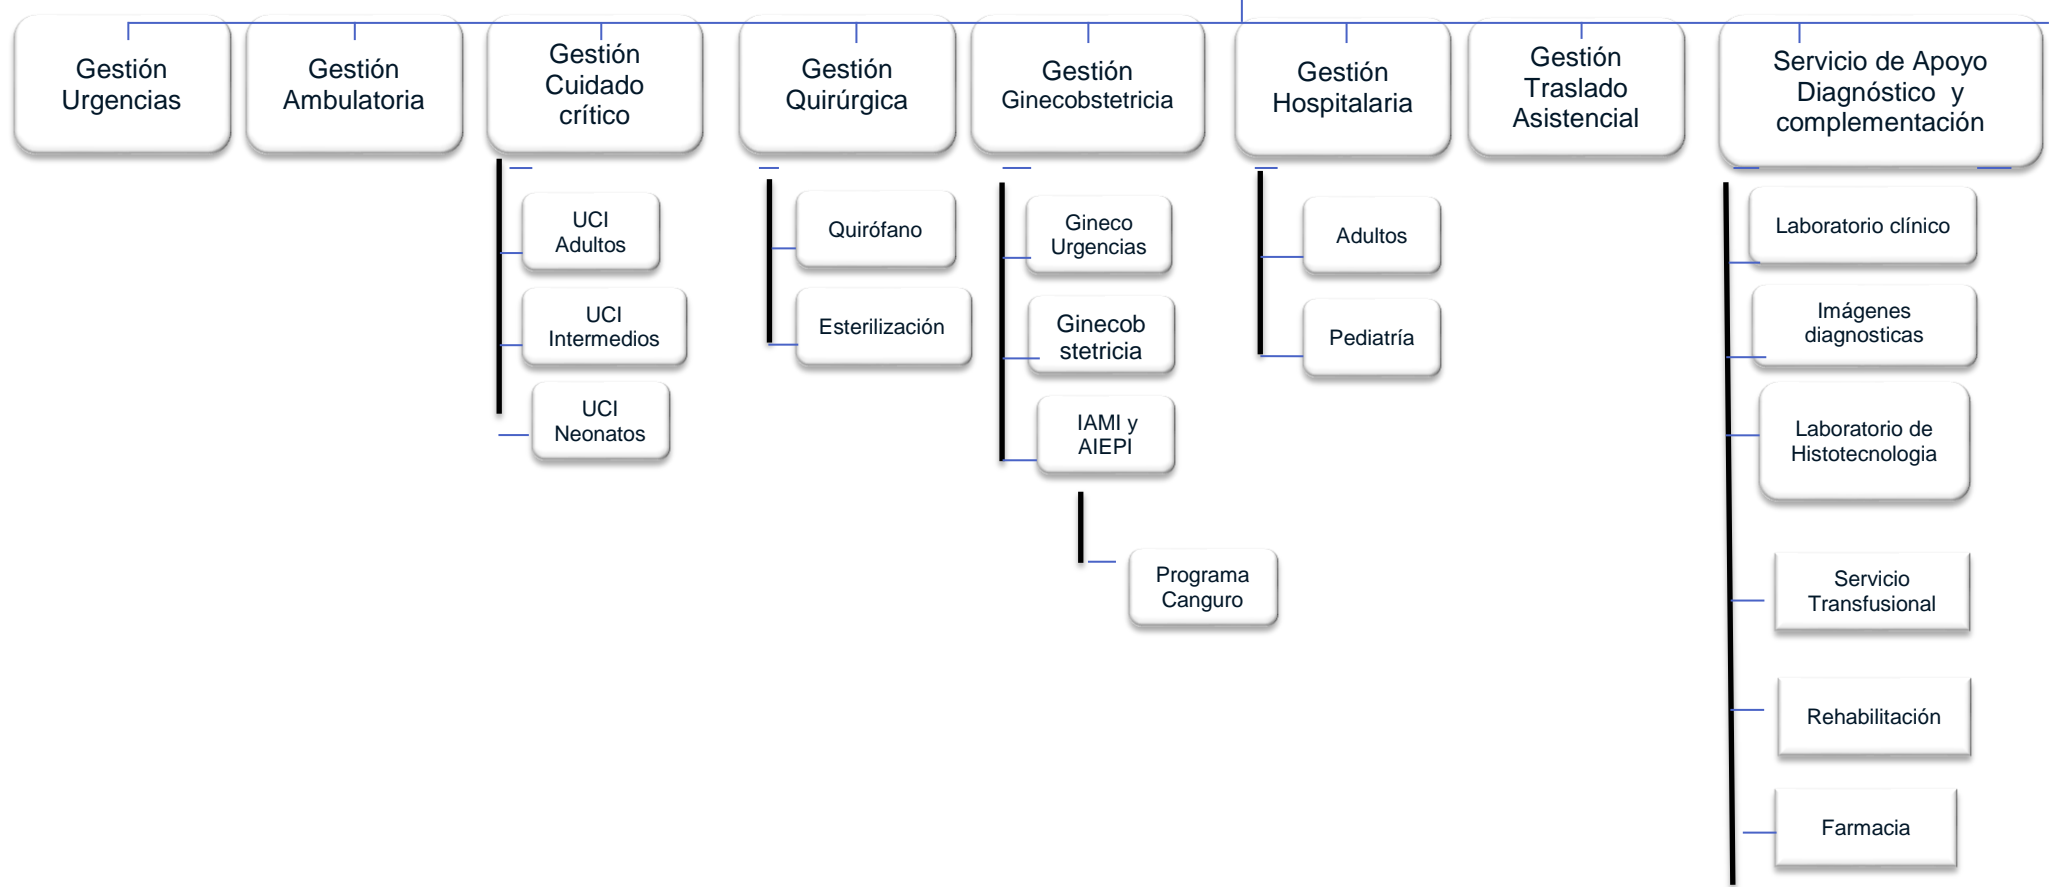 Gestión
Urgencias
Gestión
Ambulatoria
Gestión
Cuidado
crítico
Gestión
Quirúrgica
Gestión
Ginecobstetricia
Gestión
Hospitalaria
Gestión
Traslado
Asistencial
Servicio de Apoyo
Diagnóstico y
complementación
UCI
Adultos
UCI
Intermedios
UCI
Neonatos
Quirófano
Esterilización
Gineco
Urgencias
Ginecob
stetricia
IAMI y
AIEPI
Programa
Canguro
Adultos
Pediatría
Laboratorio clínico
Imágenes
diagnosticas
Laboratorio de
Histotecnologia
Servicio
Transfusional
Rehabilitación
Farmacia